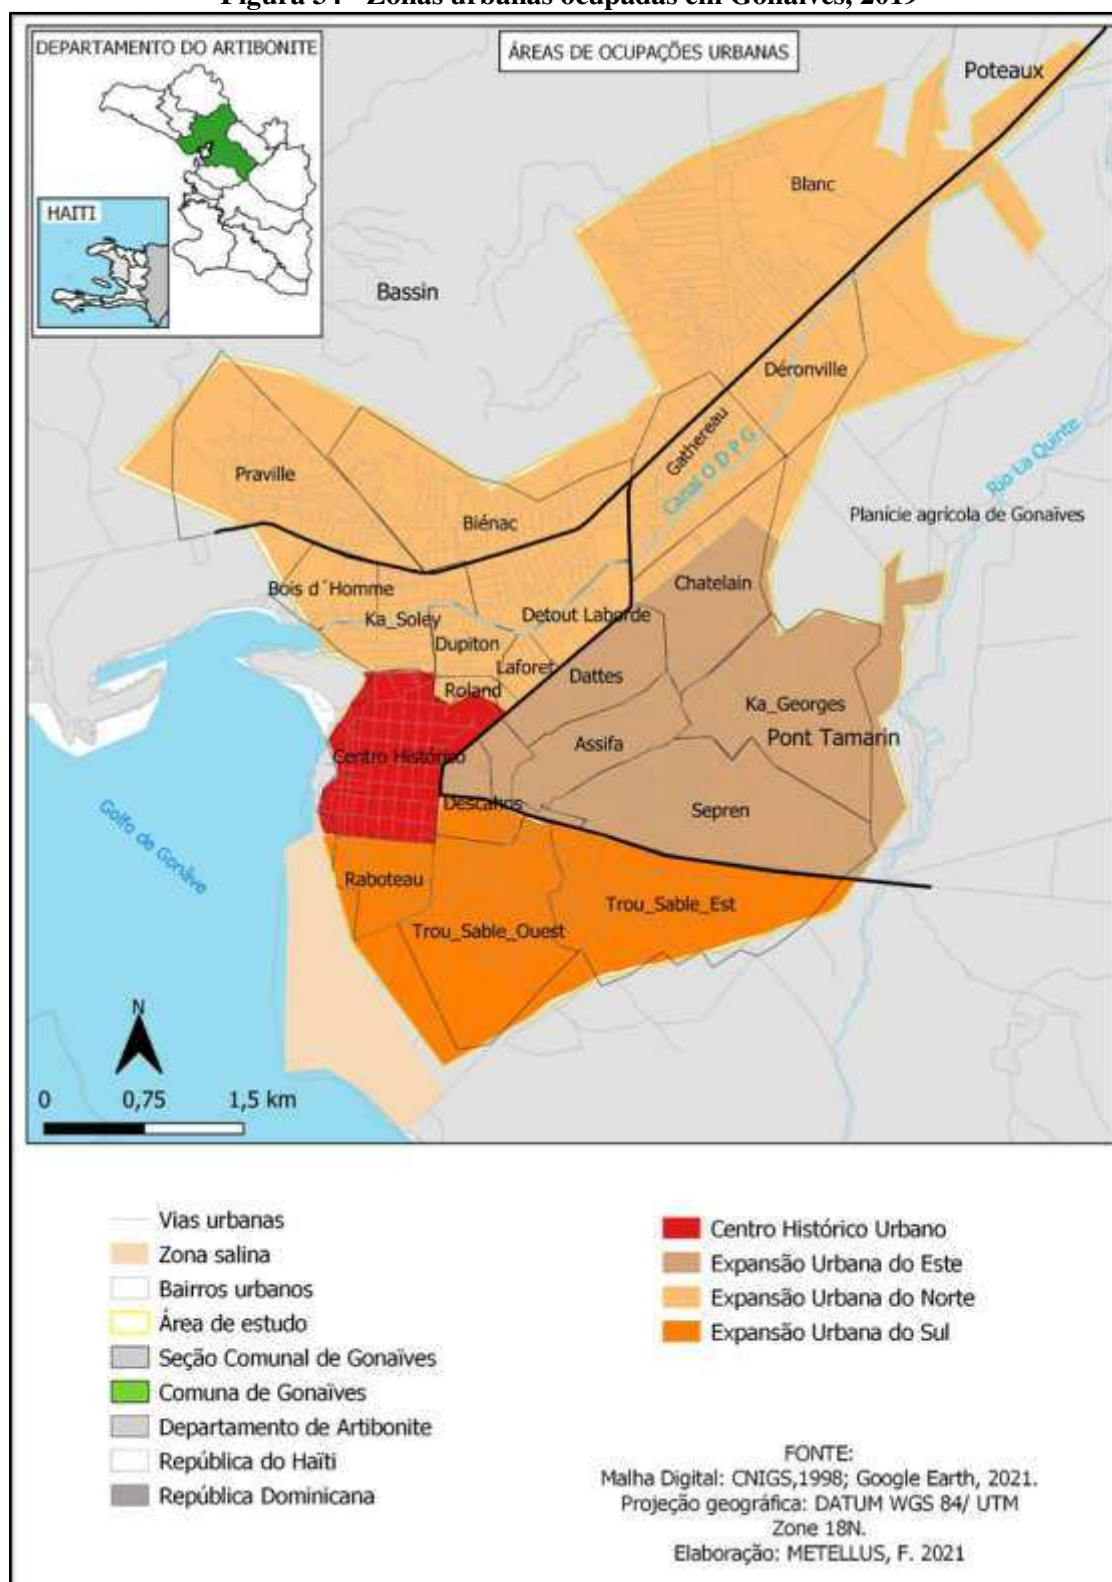 Figura 34 - Zonas urbanas ocupadas em Gonaïves, 2019
DEPARTAMENTO DO ARTIBONITE
ÁREAS DE OCUPAÇÕES URBANAS
Poteaux
Blanc
HAITI
Bassin
Déronville
Gathereau
Canal O D P G
Rio La Quinte
Praville
Biénac
Planície agrícola de Gonaïves
Bois d´Homme
Chatelain
Ka_Soley
Detout Laborde
Dupiton
Laforet
Dattes
Roland
Ka_Georges
Assifa
Pont Tamarin
Centro Histórico
Descahos
Sepren
Golfo de Gonâve
Raboteau
Trou_Sable_Est
Trou_Sable_Ouest
N
0 0,75 1,5 km
Vias urbanas
Zona salina
Bairros urbanos
Área de estudo
Seção Comunal de Gonaïves
Comuna de Gonaïves
Departamento de Artibonite
República do Haïti
República Dominicana
Centro Histórico Urbano
Expansão Urbana do Este
Expansão Urbana do Norte
Expansão Urbana do Sul
FONTE:
Malha Digital: CNIGS,1998; Google Earth, 2021.
Projeção geográfica: DATUM WGS 84/ UTM
Zone 18N.
Elaboração: METELLUS, F. 2021